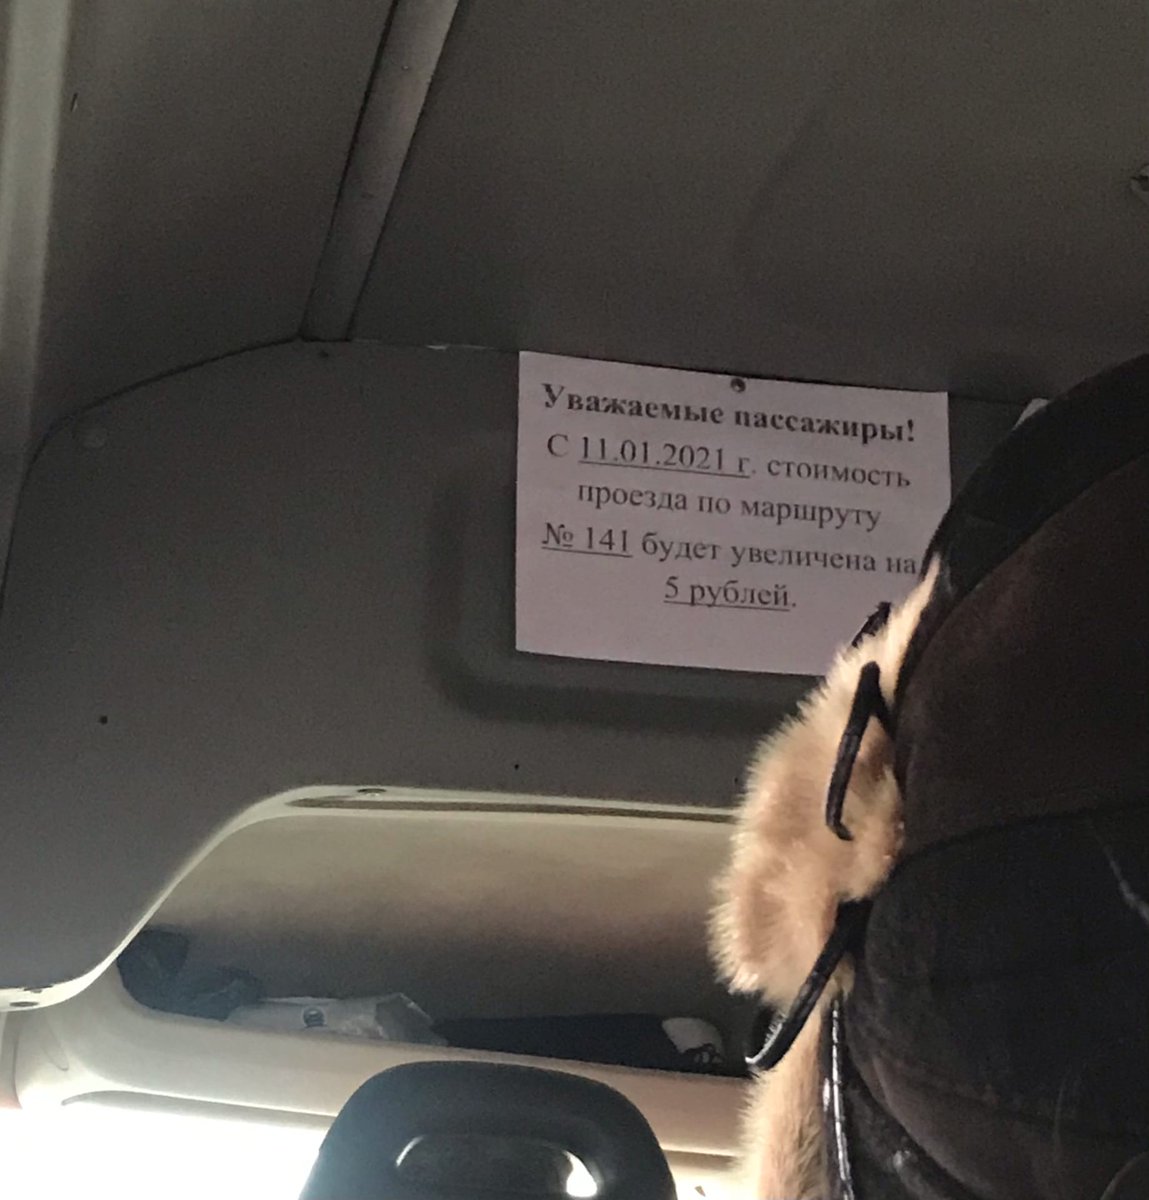 Уважаемые пассажиры!
С 11.01.2021 г. стоимость
проезда по маршруту
№ 141 будет увеличена на
5 рублей.